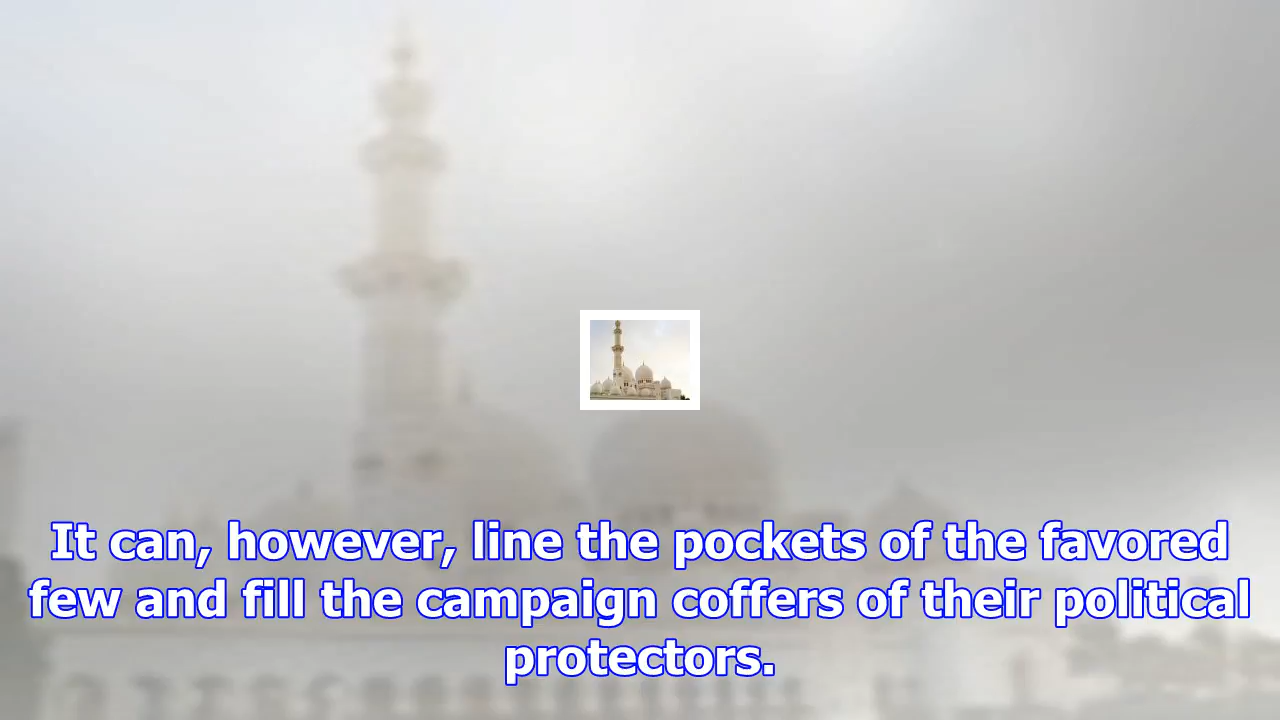 It can, however, line the pockets of the favored
few and fill the campaign coffers of their political
protectors.